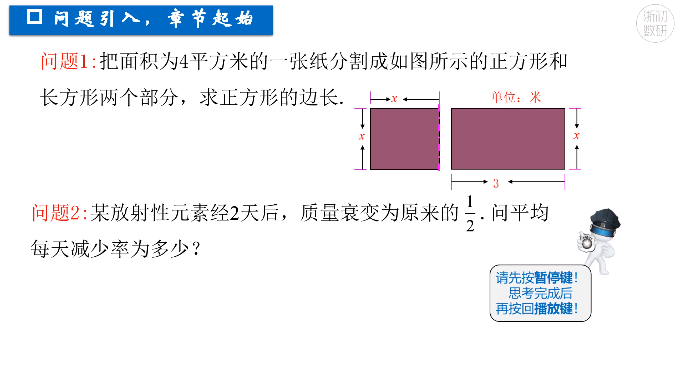 问题引入，章节起始
浙初
数研
问题1:把面积为4平方米的一张纸分割成如图所示的正方形和
长方形两个部分，求正方形的边长.
单位：米
x
x
x
3
问题2:某放射性元素经2天后，质量衰变为原来的 1/2 .问平均
每天减少率为多少？
请先按暂停键！
思考完成后
再按回播放键！